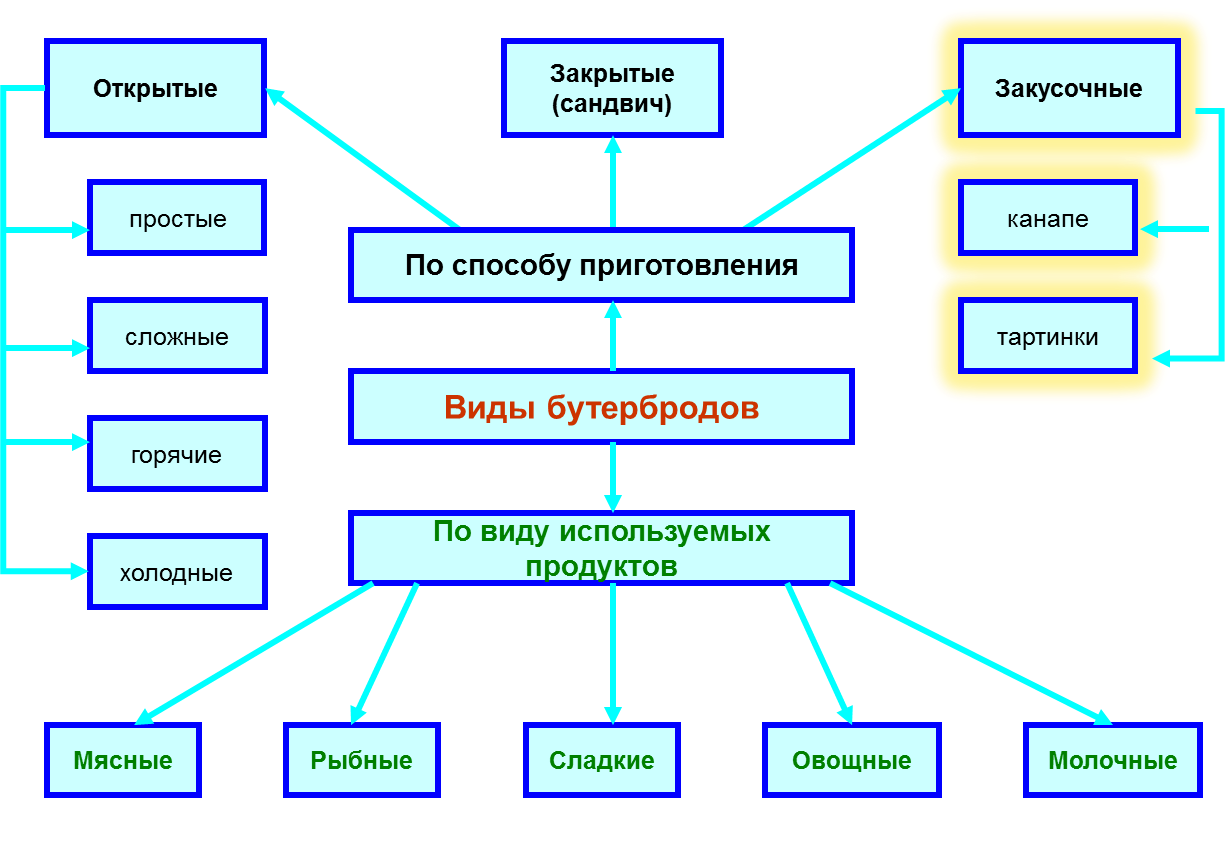 Открытые
Закрытые
(сандвич)
Закусочные
простые
канапе
По способу приготовления
сложные
тартинки
Виды бутербродов
горячие
По виду используемых
продуктов
холодные
Мясные
Рыбные
Сладкие
Овощные
Молочные